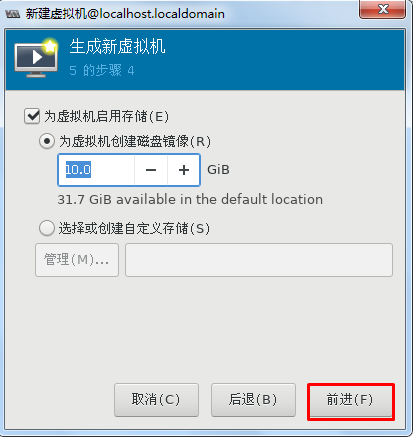 新建虚拟机@localhost.localdomain
生成新虚拟机
5 的步骤 4
为虚拟机启用存储(E)
为虚拟机创建磁盘镜像(R)
10.0 − + GiB
31.7 GiB available in the default location
选择或创建自定义存储(S)
管理(M)...
取消(C) 后退(B) 前进(F)